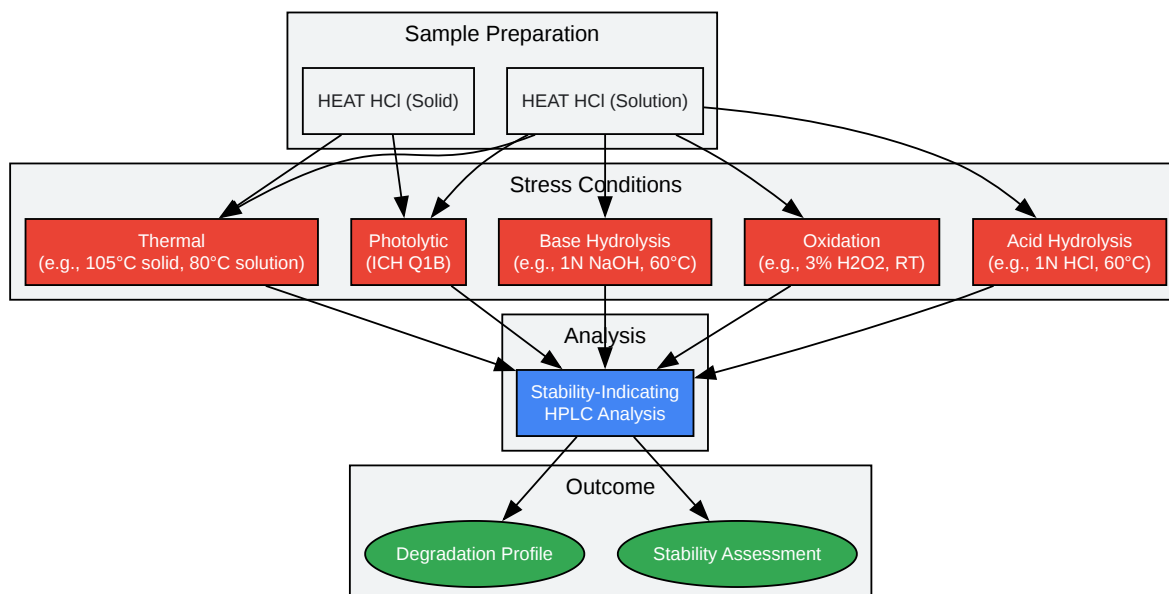 Sample Preparation
HEAT HCl (Solid)
HEAT HCl (Solution)
Stress Conditions
Thermal
(e.g., 105°C solid, 80°C solution)
Photolytic
(ICH Q1B)
Base Hydrolysis
(e.g., 1N NaOH, 60°C)
Oxidation
(e.g., 3% H2O2, RT)
Acid Hydrolysis
(e.g., 1N HCl, 60°C)
Analysis
Stability-Indicating
HPLC Analysis
Outcome
Degradation Profile
Stability Assessment